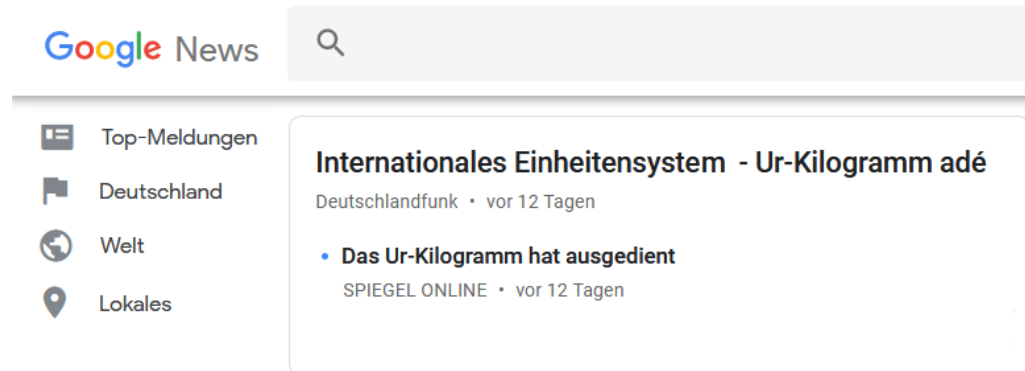 Google News
Top-Meldungen
Deutschland
Welt
Lokales
Internationales Einheitensystem - Ur-Kilogramm adé
Deutschlandfunk • vor 12 Tagen
• Das Ur-Kilogramm hat ausgedient
SPIEGEL ONLINE • vor 12 Tagen